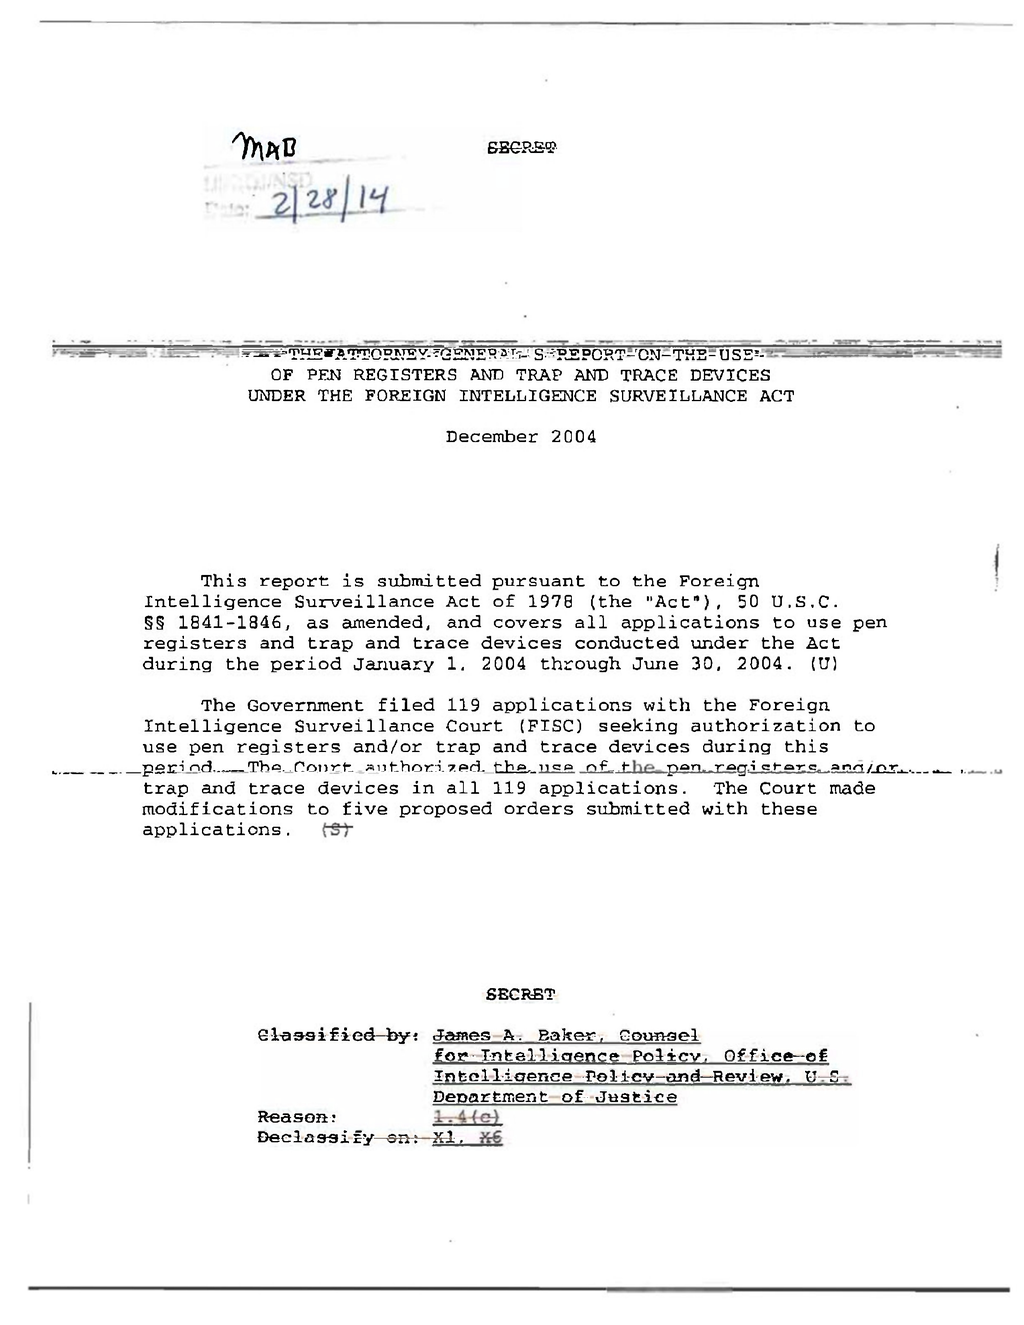 MAB
SECRET
Date: 2/28/14
THE ATTORNEY GENERAL'S REPORT ON THE USE
OF PEN REGISTERS AND TRAP AND TRACE DEVICES
UNDER THE FOREIGN INTELLIGENCE SURVEILLANCE ACT
December 2004
This report is submitted pursuant to the Foreign
Intelligence Surveillance Act of 1978 (the "Act"), 50 U.S.C.
§§ 1841-1846, as amended, and covers all applications to use pen
registers and trap and trace devices conducted under the Act
during the period January 1, 2004 through June 30, 2004. (U)
The Government filed 119 applications with the Foreign
Intelligence Surveillance Court (FISC) seeking authorization to
use pen registers and/or trap and trace devices during this
period. The Court authorized the use of the pen registers and/or
trap and trace devices in all 119 applications. The Court made
modifications to five proposed orders submitted with these
applications. (S)
SECRET
Classified by: James A. Baker, Counsel
for Intelligence Policy, Office of
Intelligence Policy and Review, U.S.
Department of Justice
Reason: 1.4(c)
Declassify on: X1, X6